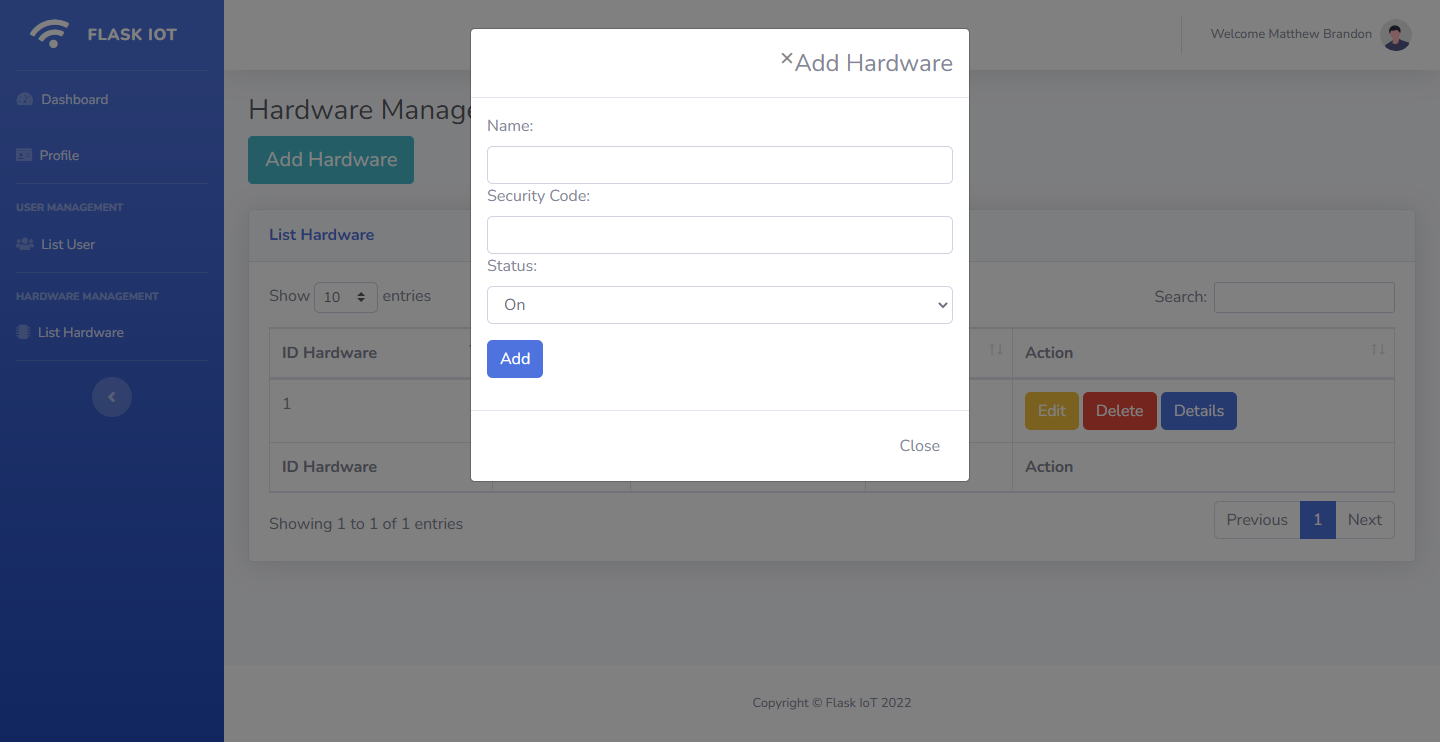 FLASK IOT
Welcome Matthew Brandon
Dashboard
Profile
USER MANAGEMENT
List User
HARDWARE MANAGEMENT
List Hardware
Add Hardware
List Hardware
Show 10 entries
Search:
ID Hardware
Action
1
Edit Delete Details
ID Hardware
Action
Showing 1 to 1 of 1 entries
Previous 1 Next
×Add Hardware
Name:
Security Code:
Status:
On
Add
Close
Copyright © Flask IoT 2022